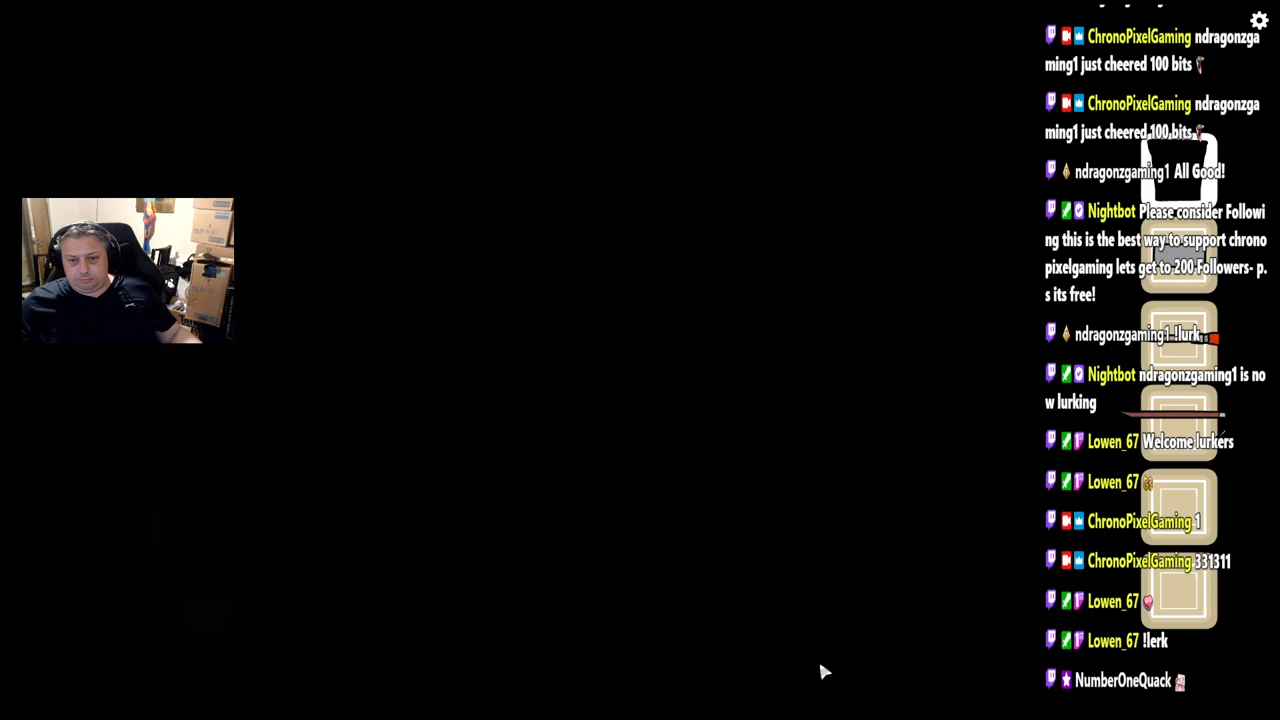 ChronoPixelGaming ndragonzga
ming1 just cheered 100 bits
ChronoPixelGaming ndragonzga
ming1 just cheered 100 bits
ndragonzgaming1 All Good!
Nightbot Please consider Followi
ng this is the best way to support chrono
pixelgaming lets get to 200 Followers- p.
s its free!
ndragonzgaming1 !lurk
Nightbot ndragonzgaming1 is no
w lurking
Lowen_67 Welcome lurkers
Lowen_67
ChronoPixelGaming 1
ChronoPixelGaming 331311
Lowen_67
Lowen_67 !lerk
NumberOneQuack